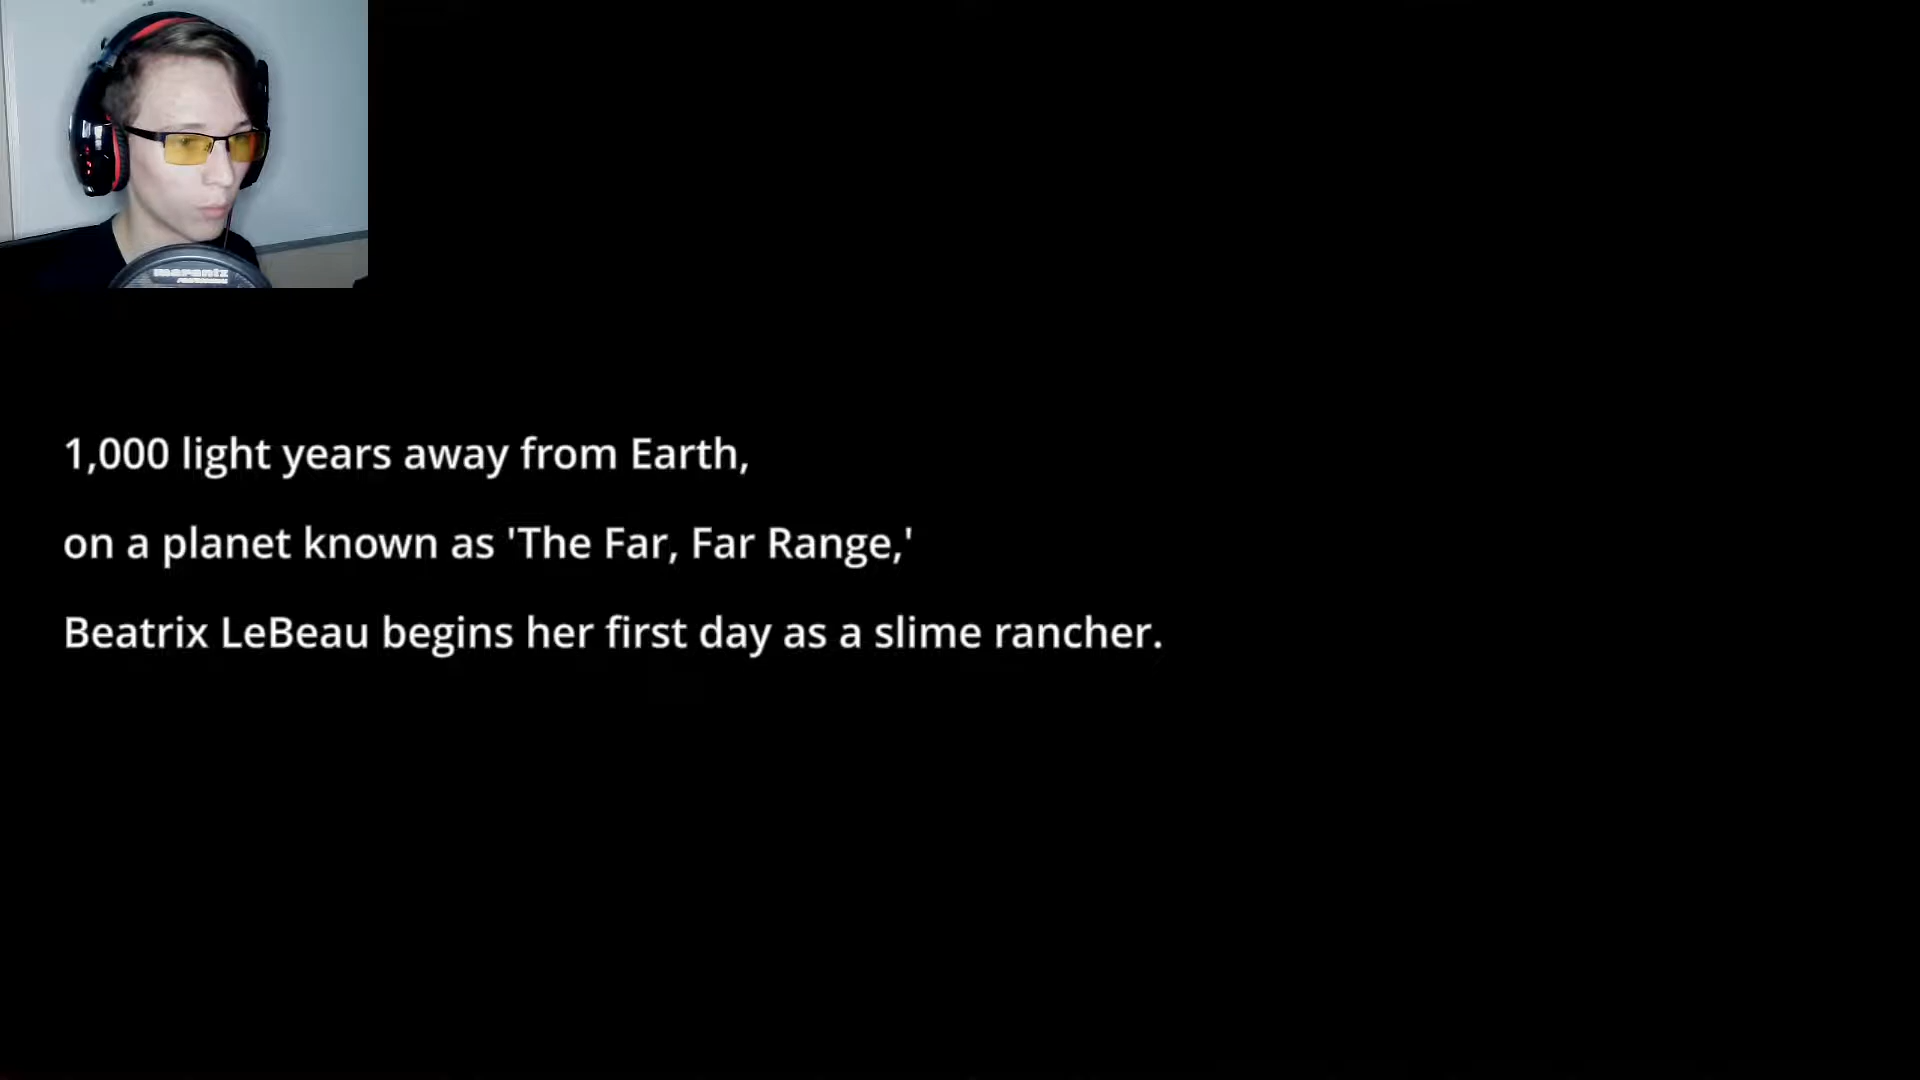 marantz
1,000 light years away from Earth,
on a planet known as 'The Far, Far Range,'
Beatrix LeBeau begins her first day as a slime rancher.